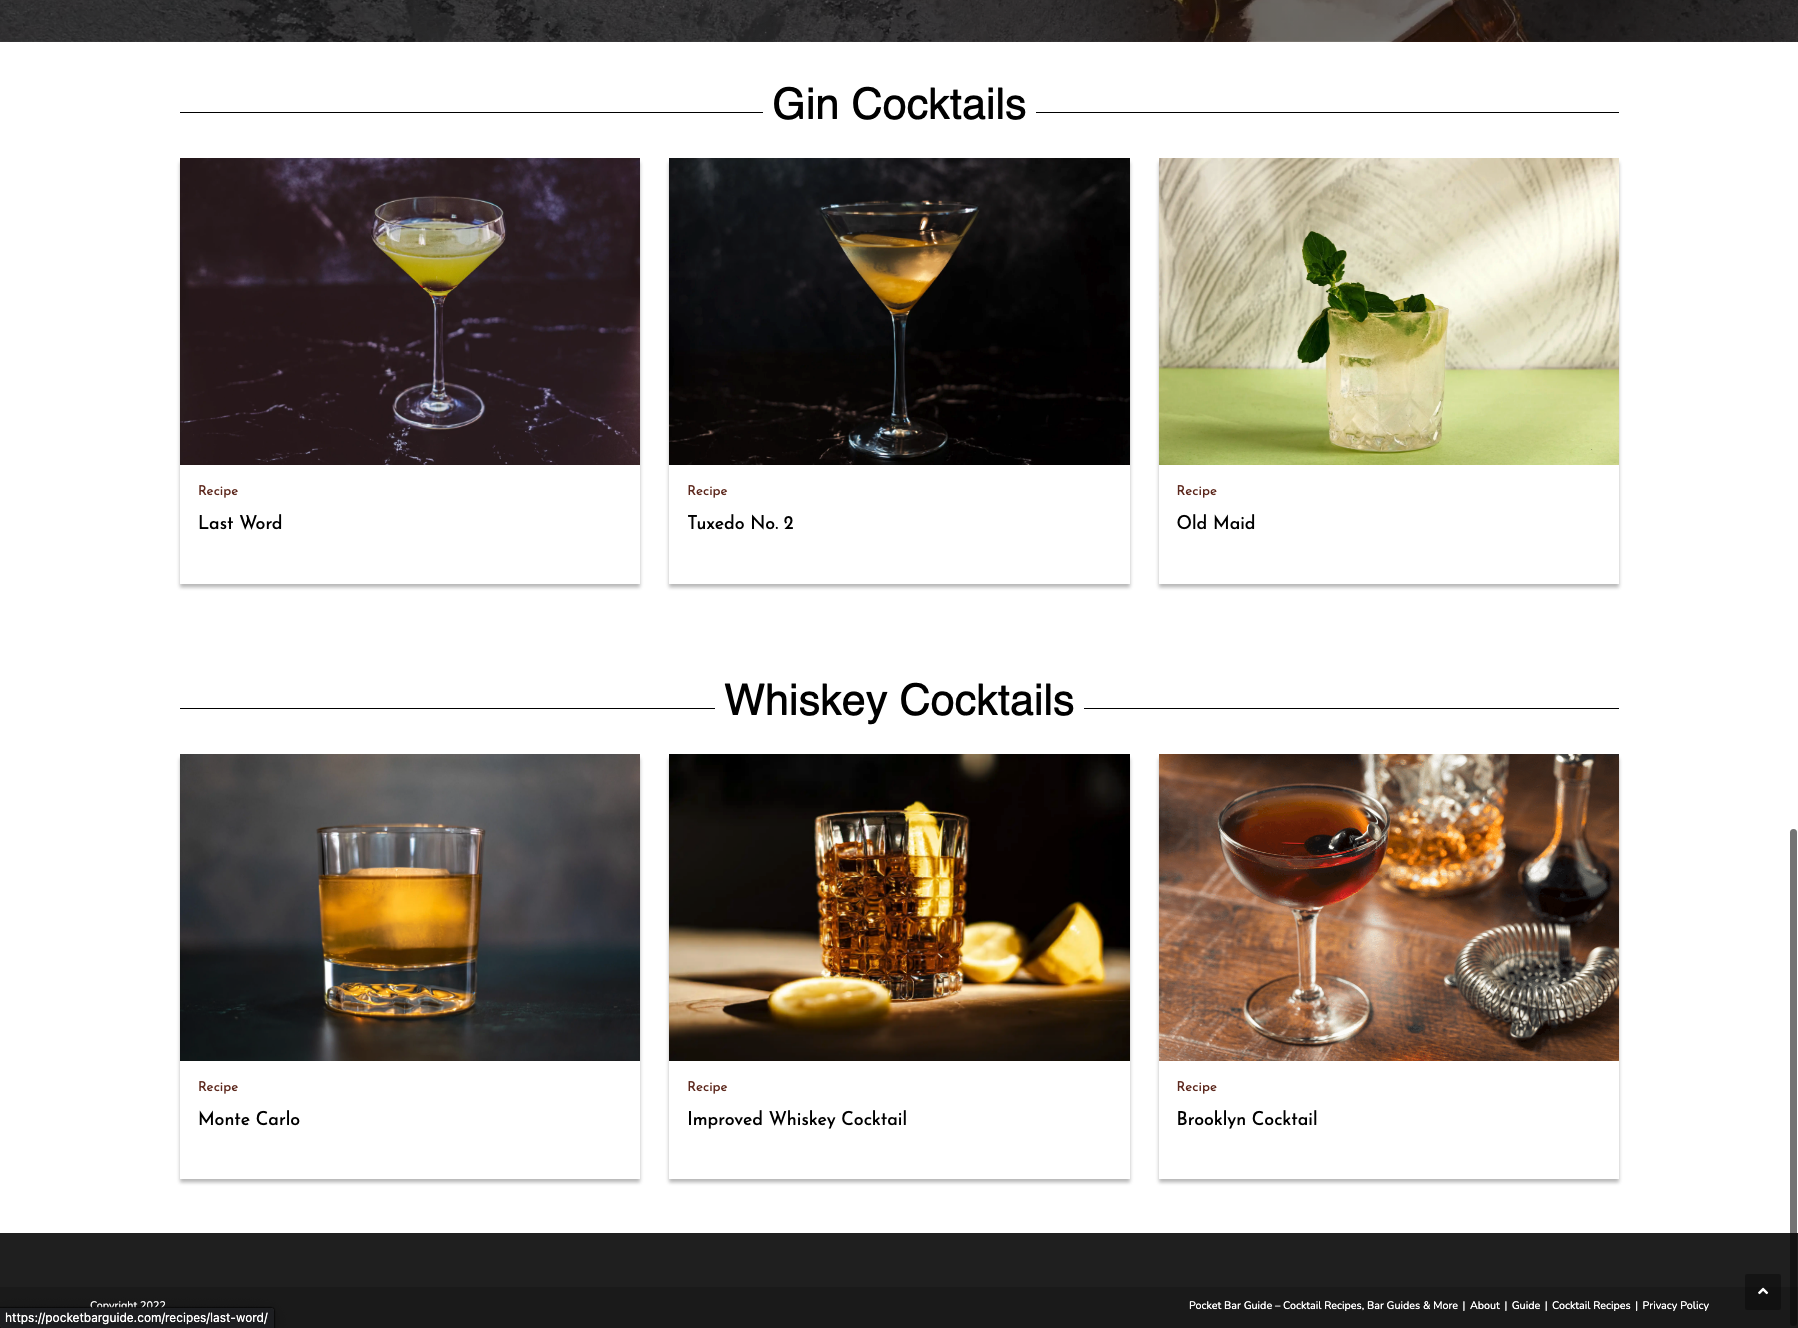 Gin Cocktails
Recipe
Last Word
Recipe
Tuxedo No. 2
Recipe
Old Maid
Whiskey Cocktails
Recipe
Monte Carlo
Recipe
Improved Whiskey Cocktail
Recipe
Brooklyn Cocktail
Copyright 2022
Pocket Bar Guide – Cocktail Recipes, Bar Guides & More | About | Guide | Cocktail Recipes | Privacy Policy
https://pocketbarguide.com/recipes/last-word/